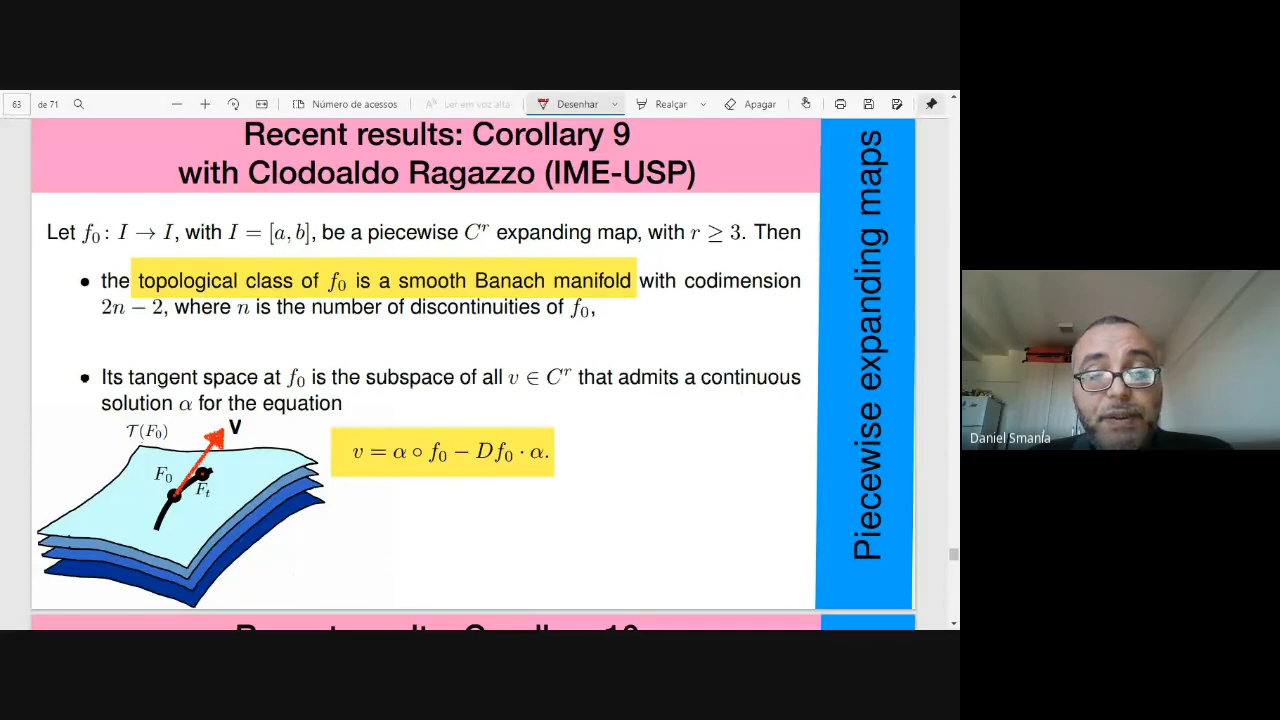 63 de 71 Número de acessos Ler em voz alta Desenhar Realçar Apagar
Recent results: Corollary 9
with Clodoaldo Ragazzo (IME-USP)
Piecewise expanding maps
Let f₀: I → I, with I = [a, b], be a piecewise Cʳ expanding map, with r ≥ 3. Then
• the topological class of f₀ is a smooth Banach manifold with codimension
2n − 2, where n is the number of discontinuities of f₀,
• Its tangent space at f₀ is the subspace of all v ∈ Cʳ that admits a continuous
solution α for the equation
𝒯(F₀) v
v = α ∘ f₀ − Df₀ · α.
F₀
Fₜ
Daniel Smanía